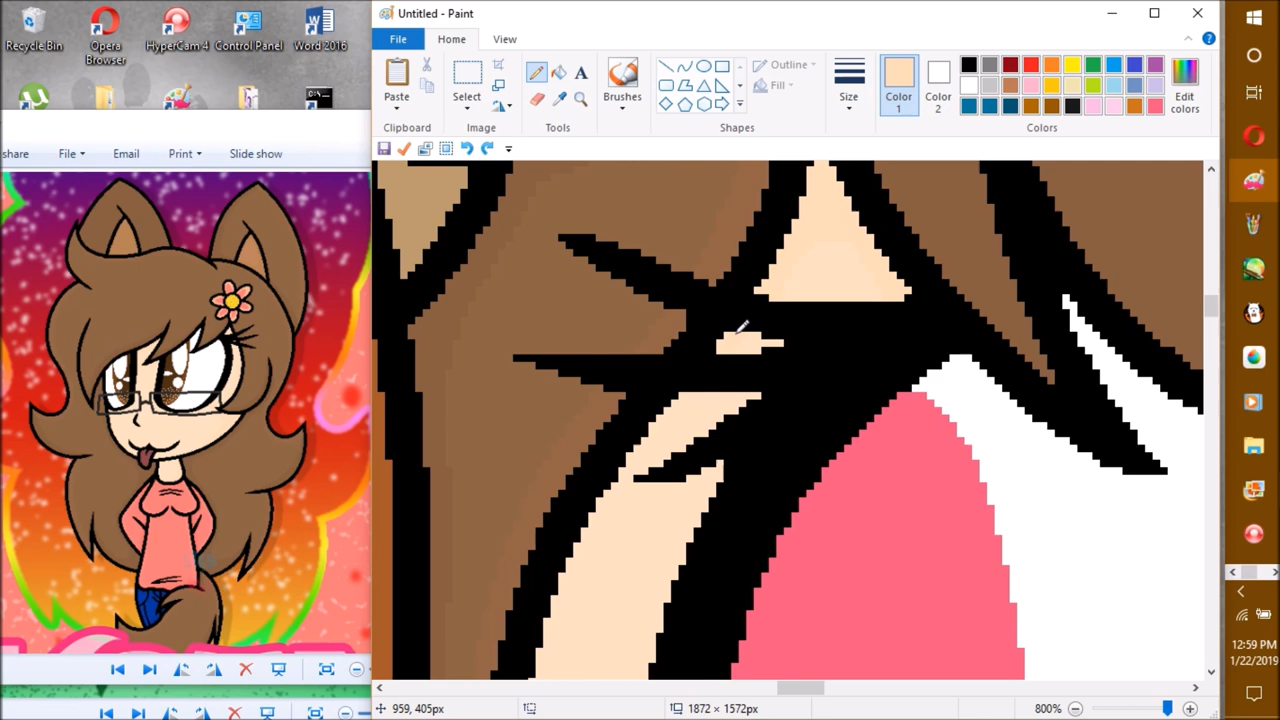 Recycle Bin
Opera Browser
HyperCam 4
Control Panel
Word 2016
share
File
Email
Print
Slide show
Untitled - Paint
File
Home
View
Paste
Clipboard
Select
Image
Tools
Brushes
Outline
Fill
Shapes
Size
Color 1
Color 2
Edit colors
Colors
959, 405px
1872 × 1572px
800%
12:59 PM
1/22/2019